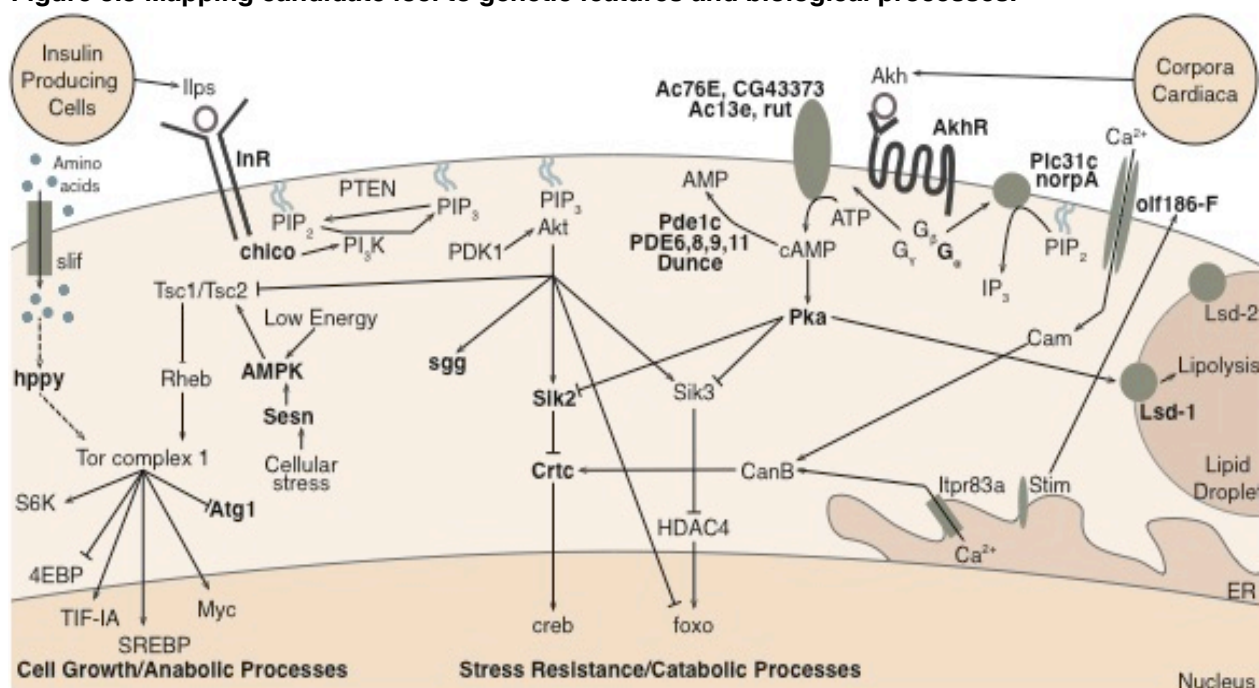 Figure 3.3 Mapping candidate loci to genetic features and biological processes.
Insulin
Producing
Cells
Ilps
InR
Amino
acids
slif
PIP2
PTEN
PIP3
PI3K
chico
PIP3
Akt
PDK1
Ac76E, CG43373
Ac13e, rut
Akh
AkhR
Corpora
Cardiaca
Ca2+
Plc31c
norpA
olf186-F
AMP
ATP
cAMP
Pde1c
PDE6,8,9,11
Dunce
Gγ
Gβ
Gα
PIP2
IP3
Tsc1/Tsc2
Low Energy
Pka
Cam
Lsd-2
Lipolysis
Lsd-1
hppy
Rheb
AMPK
sgg
Sik2
Sik3
Sesn
Cellular
stress
Tor complex 1
Crtc
CanB
Itpr83a
Stim
Lipid
Droplet
S6K
Atg1
HDAC4
Ca2+
4EBP
TIF-IA
SREBP
Myc
creb
foxo
ER
Cell Growth/Anabolic Processes
Stress Resistance/Catabolic Processes
Nucleus